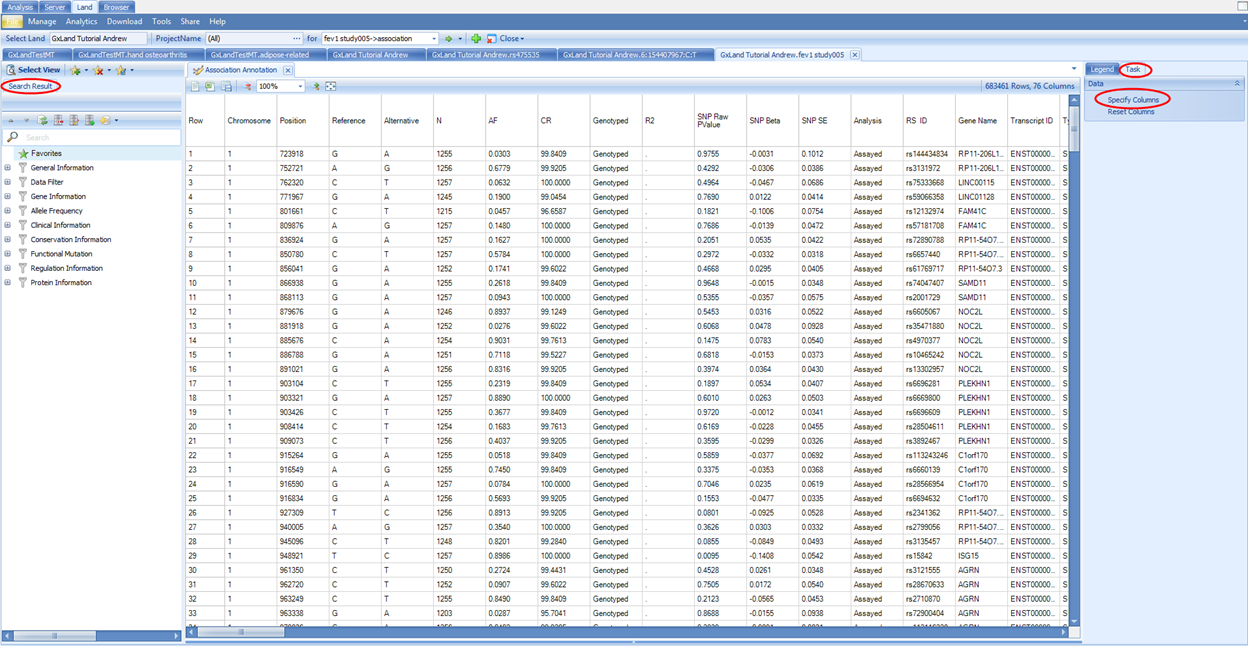 Analysis Server Land Browser
File Manage Analytics Download Tools Share Help
Select Land GxLand Tutorial Andrew ProjectName (All) ... for fev1 study005->association Close
GxLandTestMT GxLandTestMT.hand osteoarthritis GxLandTestMT.adipose-related GxLand Tutorial Andrew GxLand Tutorial Andrew.rs475535 GxLand Tutorial Andrew.6:154407967:C:T GxLand Tutorial Andrew.fev1 study005
Select View
Search Result
Search
Favorites
General Information
Data Filter
Gene Information
Allele Frequency
Clinical Information
Conservation Information
Functional Mutation
Regulation Information
Protein Information
Association Annotation
100% 683461 Rows, 76 Columns
Row Chromosome Position Reference Alternative N AF CR Genotyped R2 SNP Raw PValue SNP Beta SNP SE Analysis RS ID Gene Name Transcript ID Ty
1 1 723918 G A 1255 0.0303 99.8409 Genotyped . 0.9755 -0.0031 0.1012 Assayed rs144434834 RP11-206L1... ENST00000... S
2 1 752721 A G 1256 0.6779 99.9205 Genotyped . 0.4292 -0.0306 0.0386 Assayed rs3131972 RP11-206L1... ENST00000... S
3 1 762320 C T 1257 0.0632 100.0000 Genotyped . 0.4964 -0.0467 0.0686 Assayed rs75333668 LINC00115 ENST00000... S
4 1 771967 G A 1245 0.1900 99.0454 Genotyped . 0.7690 0.0122 0.0414 Assayed rs59066358 LINC01128 ENST00000... S
5 1 801661 C T 1215 0.0457 96.6587 Genotyped . 0.1821 -0.1006 0.0754 Assayed rs12132974 FAM41C ENST00000... S
6 1 809876 A G 1257 0.1480 100.0000 Genotyped . 0.7686 -0.0139 0.0472 Assayed rs57181708 FAM41C ENST00000... S
7 1 836924 G A 1257 0.1627 100.0000 Genotyped . 0.2051 0.0535 0.0422 Assayed rs72890788 RP11-54O7... ENST00000... S
8 1 850780 C T 1257 0.5784 100.0000 Genotyped . 0.2972 -0.0332 0.0318 Assayed rs6657440 RP11-54O7... ENST00000... S
9 1 856041 G A 1252 0.1741 99.6022 Genotyped . 0.4668 0.0295 0.0405 Assayed rs61769717 RP11-54O7.3 ENST00000... S
10 1 866938 G A 1255 0.2618 99.8409 Genotyped . 0.9648 -0.0015 0.0348 Assayed rs74047407 SAMD11 ENST00000... S
11 1 868113 G A 1257 0.0943 100.0000 Genotyped . 0.5355 -0.0357 0.0575 Assayed rs2001729 SAMD11 ENST00000... S
12 1 879676 G A 1246 0.8937 99.1249 Genotyped . 0.5453 0.0316 0.0522 Assayed rs6605067 NOC2L ENST00000... S
13 1 881918 G A 1252 0.0276 99.6022 Genotyped . 0.6068 0.0478 0.0928 Assayed rs35471880 NOC2L ENST00000... S
14 1 885676 C T 1254 0.9031 99.7613 Genotyped . 0.1475 0.0783 0.0540 Assayed rs4970377 NOC2L ENST00000... S
15 1 886788 G A 1251 0.7118 99.5227 Genotyped . 0.6818 -0.0153 0.0373 Assayed rs10465242 NOC2L ENST00000... S
16 1 891021 G A 1256 0.8316 99.9205 Genotyped . 0.3974 0.0364 0.0430 Assayed rs13302957 NOC2L ENST00000... S
17 1 903104 C T 1255 0.2319 99.8409 Genotyped . 0.1897 0.0534 0.0407 Assayed rs6696281 PLEKHN1 ENST00000... S
18 1 903321 G A 1257 0.8890 100.0000 Genotyped . 0.6010 0.0263 0.0503 Assayed rs6669800 PLEKHN1 ENST00000... S
19 1 903426 C T 1255 0.3677 99.8409 Genotyped . 0.9720 -0.0012 0.0341 Assayed rs6696609 PLEKHN1 ENST00000... S
20 1 908414 C T 1254 0.1683 99.7613 Genotyped . 0.6169 -0.0228 0.0455 Assayed rs28504611 PLEKHN1 ENST00000... S
21 1 909073 C T 1256 0.4037 99.9205 Genotyped . 0.3595 -0.0299 0.0326 Assayed rs3892467 PLEKHN1 ENST00000... S
22 1 915264 G A 1255 0.0518 99.8409 Genotyped . 0.5859 -0.0377 0.0692 Assayed rs113243246 C1orf170 ENST00000... S
23 1 916549 A G 1255 0.7450 99.8409 Genotyped . 0.3375 -0.0353 0.0368 Assayed rs6660139 C1orf170 ENST00000... S
24 1 916590 G A 1257 0.0784 100.0000 Genotyped . 0.7046 0.0235 0.0619 Assayed rs28566954 C1orf170 ENST00000... S
25 1 916834 G A 1256 0.5693 99.9205 Genotyped . 0.1553 -0.0477 0.0335 Assayed rs6694632 C1orf170 ENST00000... S
26 1 927309 T C 1256 0.8913 99.9205 Genotyped . 0.0801 -0.0925 0.0528 Assayed rs2341362 RP11-54O7... ENST00000... S
27 1 940005 A G 1257 0.3540 100.0000 Genotyped . 0.3626 0.0303 0.0332 Assayed rs2799056 RP11-54O7... ENST00000... S
28 1 945096 C T 1248 0.8201 99.2840 Genotyped . 0.0855 -0.0849 0.0493 Assayed rs3135457 RP11-54O7... ENST00000... S
29 1 948921 T C 1257 0.8986 100.0000 Genotyped . 0.0095 -0.1408 0.0542 Assayed rs15842 ISG15 ENST00000... S
30 1 961350 C T 1250 0.2724 99.4431 Genotyped . 0.4528 0.0261 0.0348 Assayed rs3121555 AGRN ENST00000... S
31 1 962720 C T 1252 0.0907 99.6022 Genotyped . 0.7505 0.0172 0.0540 Assayed rs28670633 AGRN ENST00000... S
32 1 963249 C T 1255 0.8490 99.8409 Genotyped . 0.2123 -0.0565 0.0453 Assayed rs2710870 AGRN ENST00000... S
33 1 963338 G A 1203 0.0287 95.7041 Genotyped . 0.8688 -0.0155 0.0938 Assayed rs72900404 AGRN ENST00000... S
Legend Task
Data
Specify Columns
Reset Columns